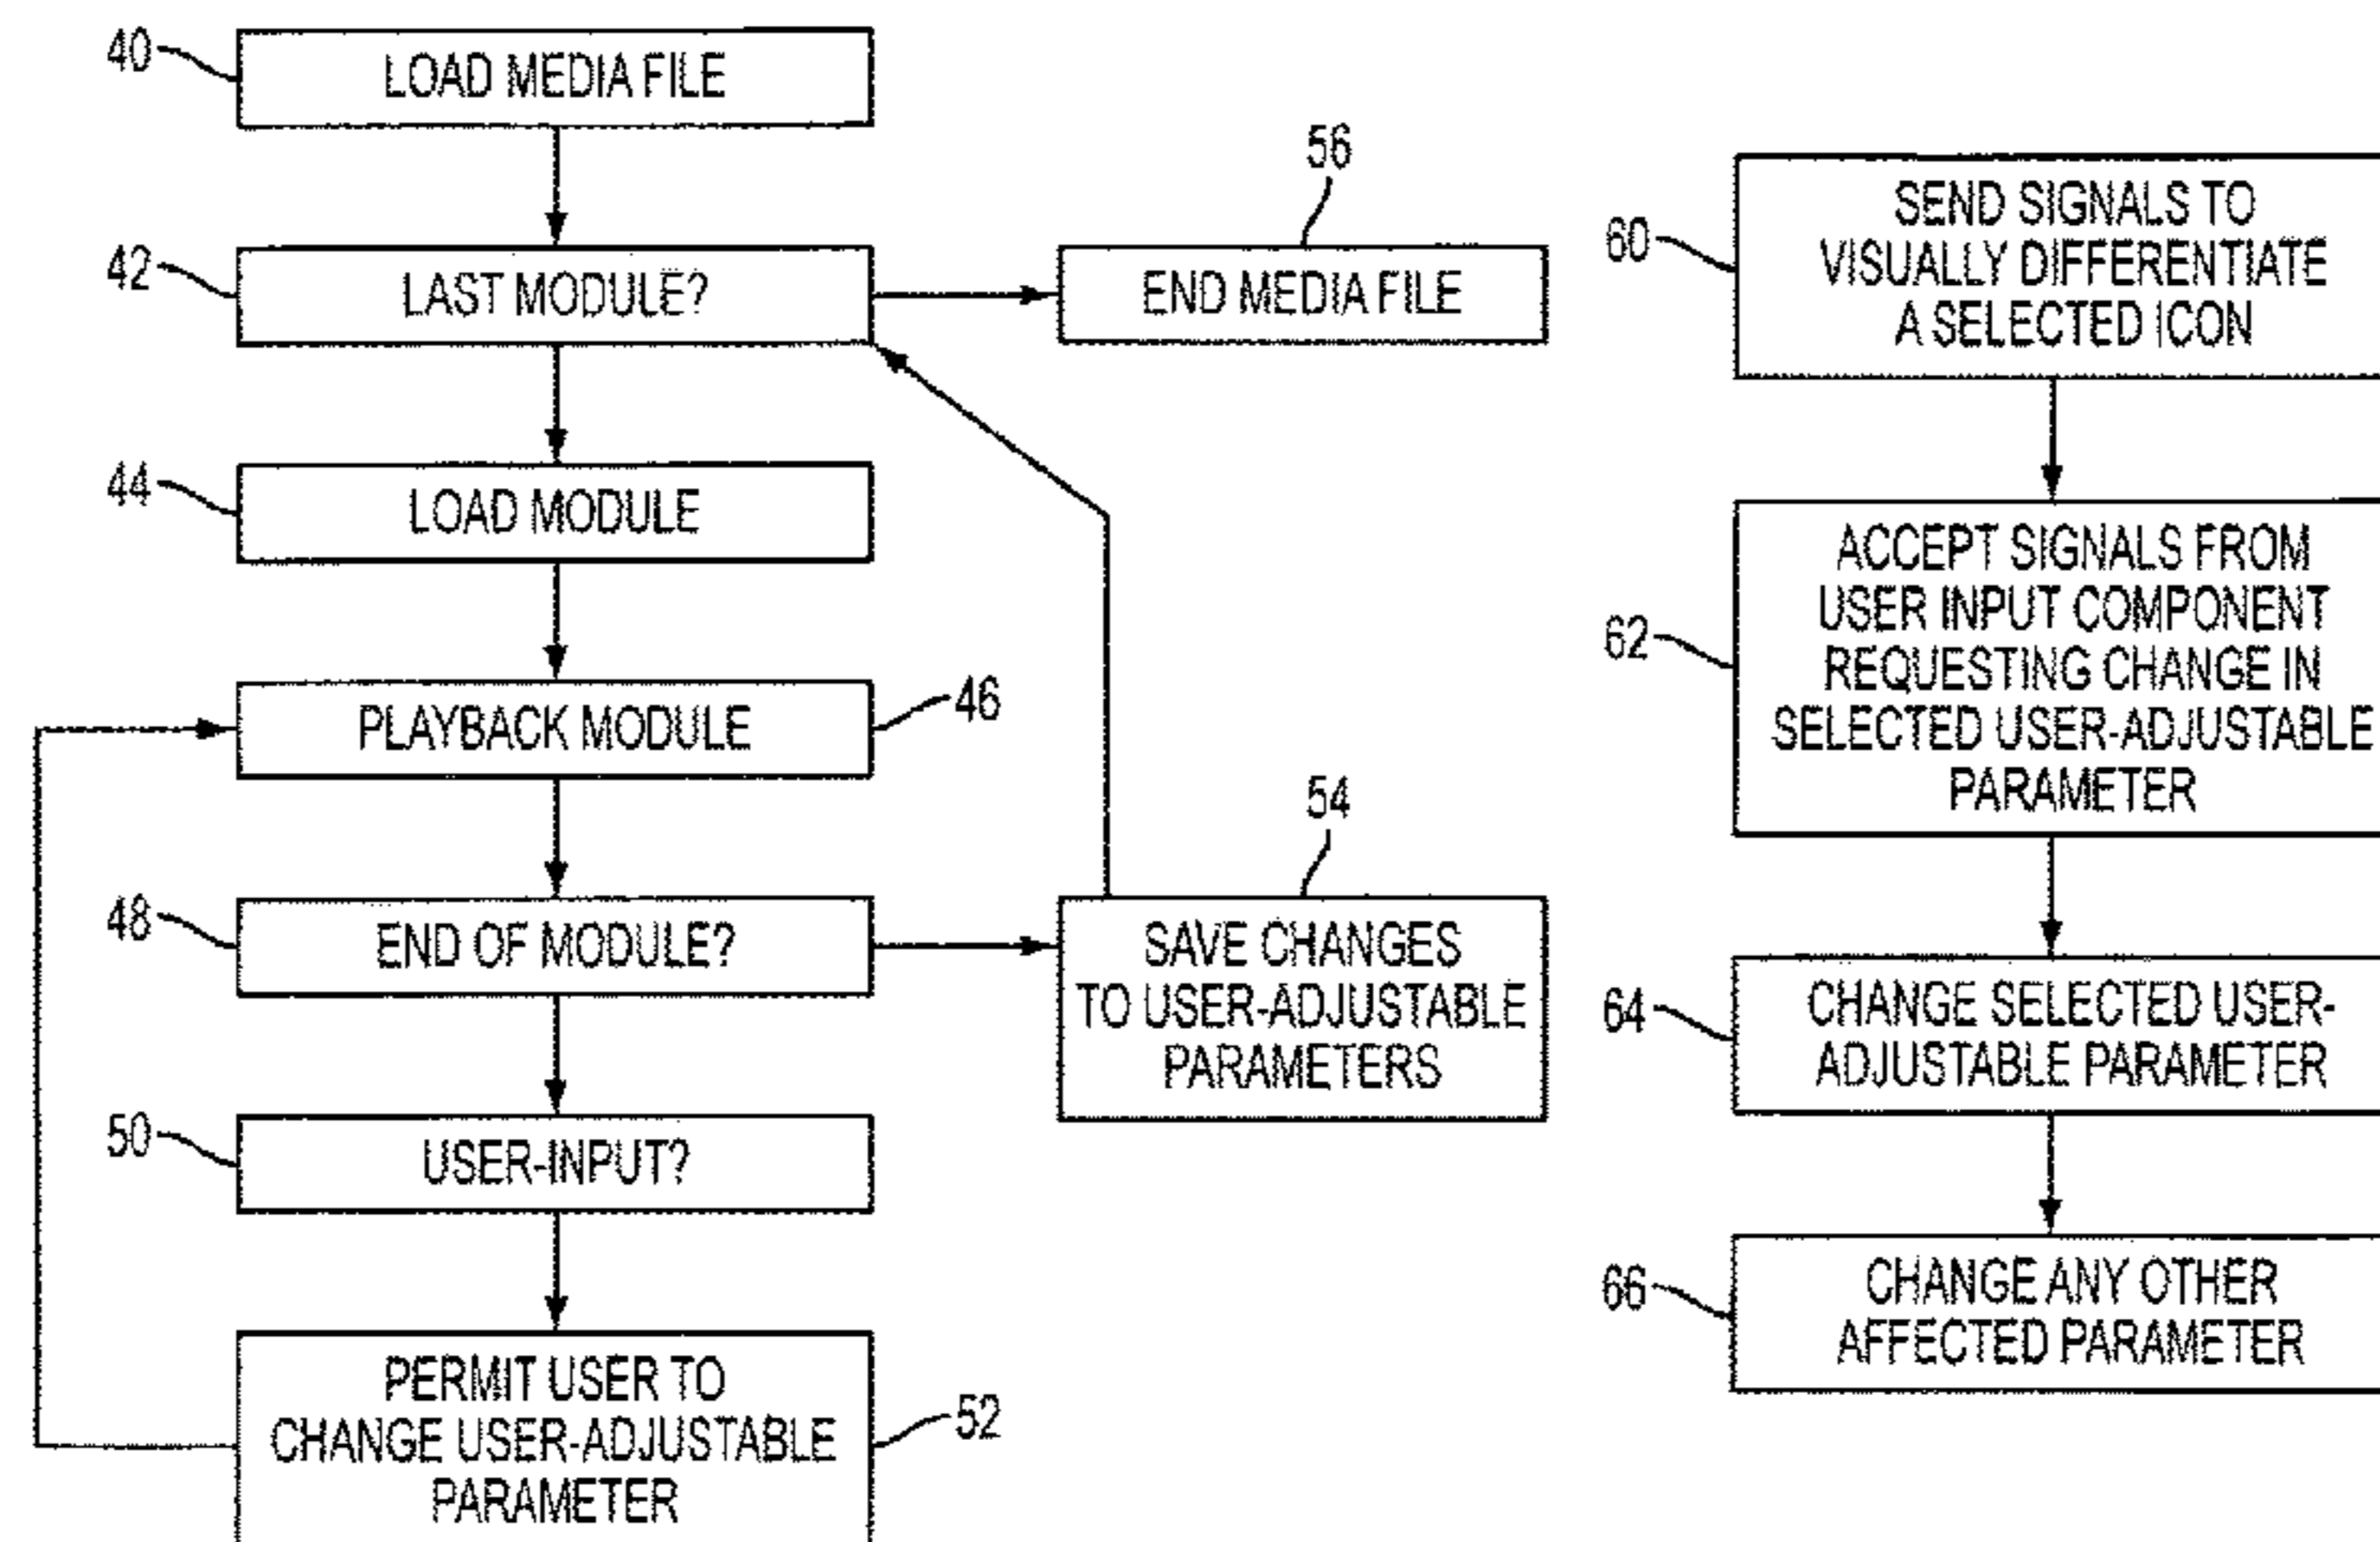 40
LOAD MEDIA FILE
42
LAST MODULE?
56
END MEDIA FILE
44
LOAD MODULE
PLAYBACK MODULE
46
48
END OF MODULE?
54
SAVE CHANGES
TO USER-ADJUSTABLE
PARAMETERS
50
USER-INPUT?
PERMIT USER TO
CHANGE USER-ADJUSTABLE
PARAMETER
52
60
SEND SIGNALS TO
VISUALLY DIFFERENTIATE
A SELECTED ICON
62
ACCEPT SIGNALS FROM
USER INPUT COMPONENT
REQUESTING CHANGE IN
SELECTED USER-ADJUSTABLE
PARAMETER
64
CHANGE SELECTED USER-
ADJUSTABLE PARAMETER
66
CHANGE ANY OTHER
AFFECTED PARAMETER